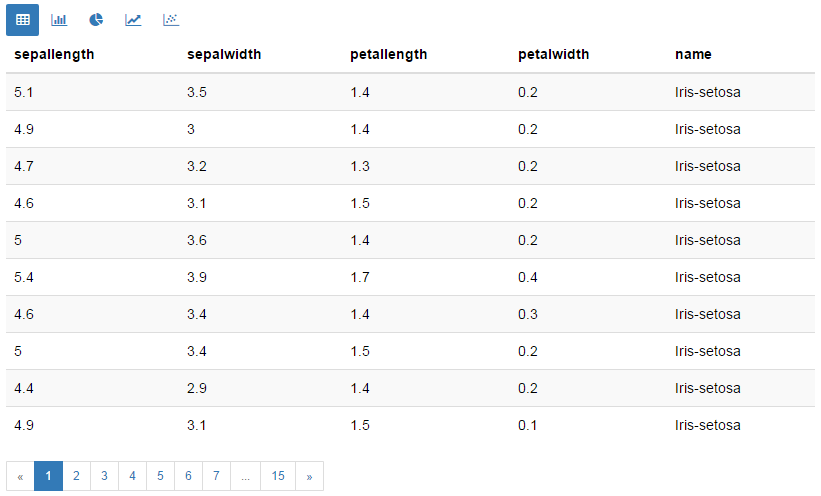 sepallength sepalwidth petallength petalwidth name
5.1 3.5 1.4 0.2 Iris-setosa
4.9 3 1.4 0.2 Iris-setosa
4.7 3.2 1.3 0.2 Iris-setosa
4.6 3.1 1.5 0.2 Iris-setosa
5 3.6 1.4 0.2 Iris-setosa
5.4 3.9 1.7 0.4 Iris-setosa
4.6 3.4 1.4 0.3 Iris-setosa
5 3.4 1.5 0.2 Iris-setosa
4.4 2.9 1.4 0.2 Iris-setosa
4.9 3.1 1.5 0.1 Iris-setosa
« 1 2 3 4 5 6 7 ... 15 »